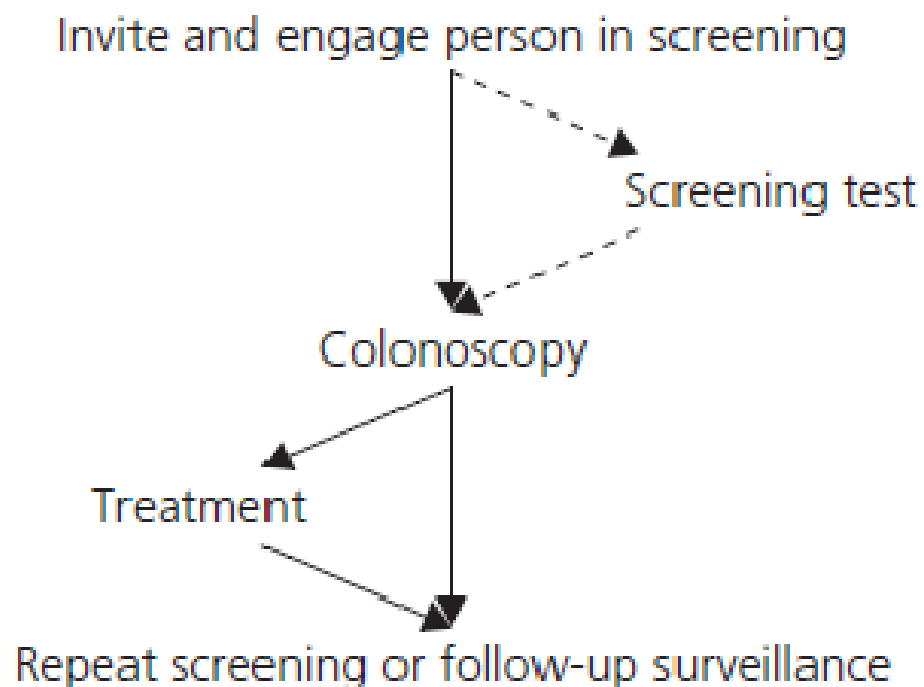 Invite and engage person in screening
Screening test
Colonoscopy
Treatment
Repeat screening or follow-up surveillance